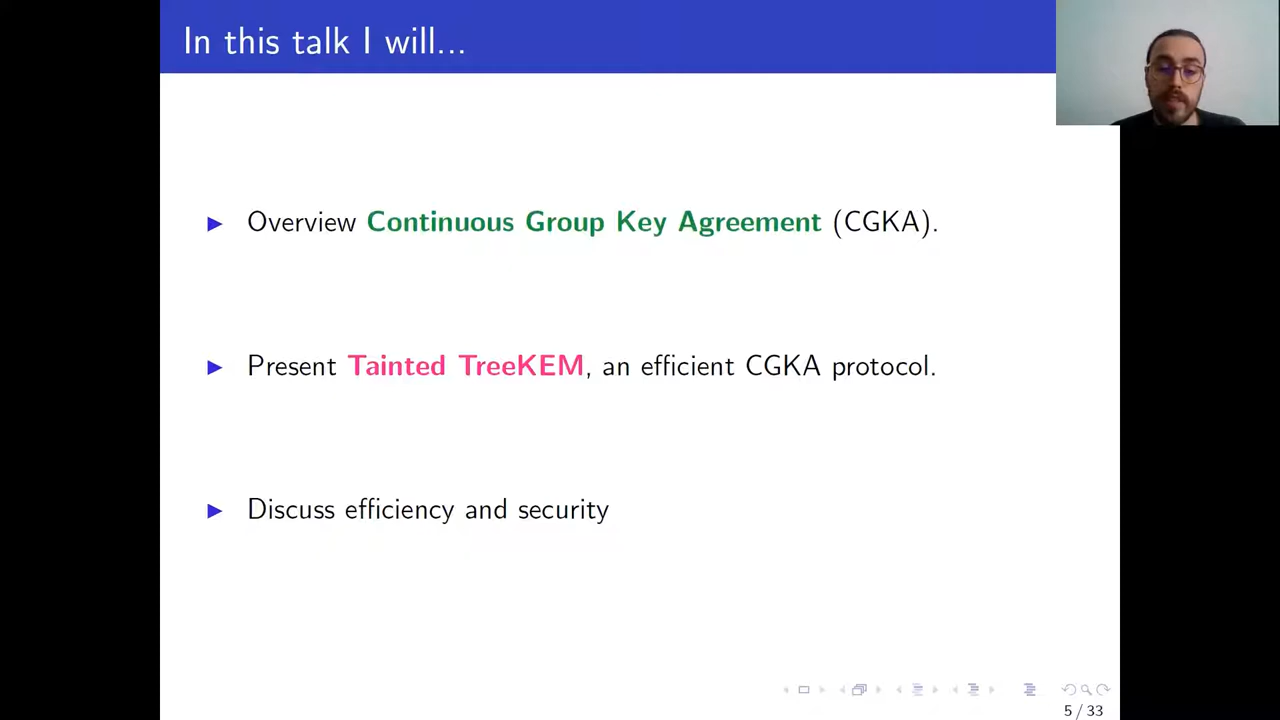 In this talk I will...
Overview Continuous Group Key Agreement (CGKA).
Present Tainted TreeKEM, an efficient CGKA protocol.
Discuss efficiency and security
5 / 33